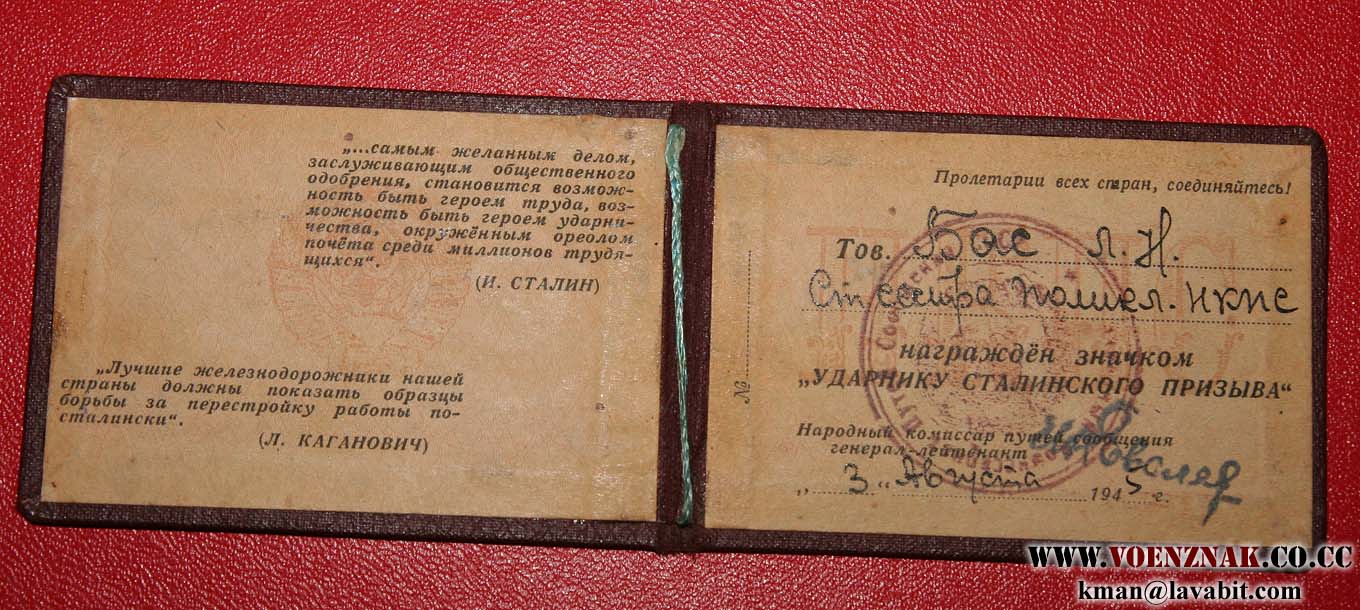 „...самым желанным делом,
заслуживающим общественного
одобрения, становится возмож-
ность быть героем труда, воз-
можность быть героем ударни-
чества, окружённым ореолом
почёта среди миллионов трудя-
щихся“.
(И. СТАЛИН)
„Лучшие железнодорожники нашей
страны должны показать образцы
борьбы за перестройку работы по-
сталински“.
(Л. КАГАНОВИЧ)
Пролетарии всех стран, соединяйтесь!
Тов. Бас Л. Н.
Ст сестра НКПС
№
награждён значком
„УДАРНИКУ СТАЛИНСКОГО ПРИЗЫВА“
Народный комиссар путей сообщения
генерал-лейтенант
„ 3 “ Августа 1945 г.
WWW.VOENZNAK.CO.CC
kman@lavabit.com